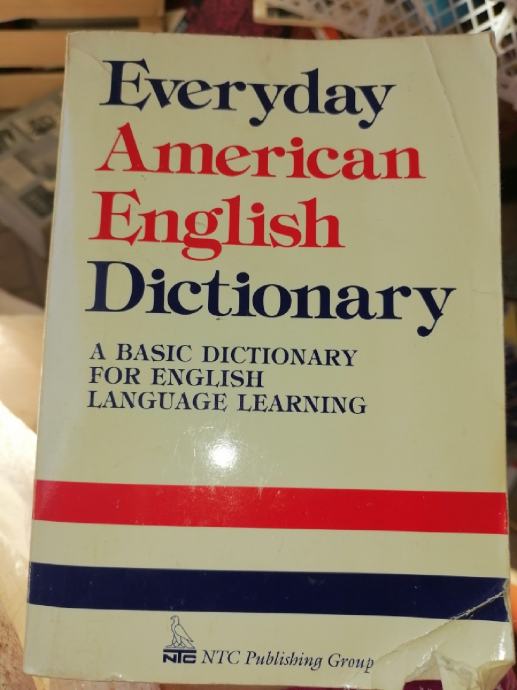 Everyday
American
English
Dictionary
A BASIC DICTIONARY
FOR ENGLISH
LANGUAGE LEARNING
NTC NTC Publishing Group